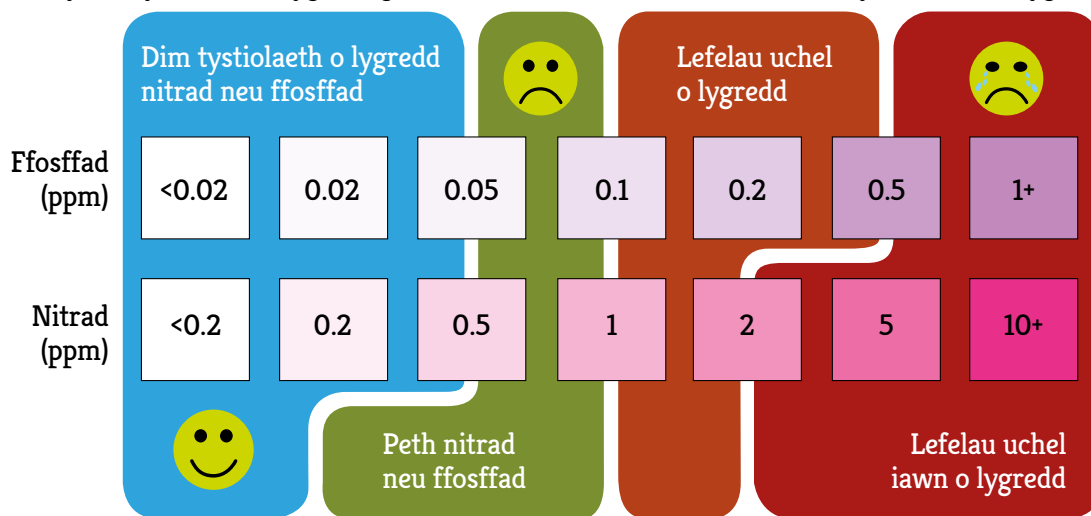 Dim tystiolaeth o lygredd
nitrad neu ffosffad
Lefelau uchel
o lygredd
Ffosffad
(ppm)
<0.02
0.02
0.05
0.1
0.2
0.5
1+
Nitrad
(ppm)
<0.2
0.2
0.5
1
2
5
10+
Peth nitrad
neu ffosffad
Lefelau uchel
iawn o lygredd